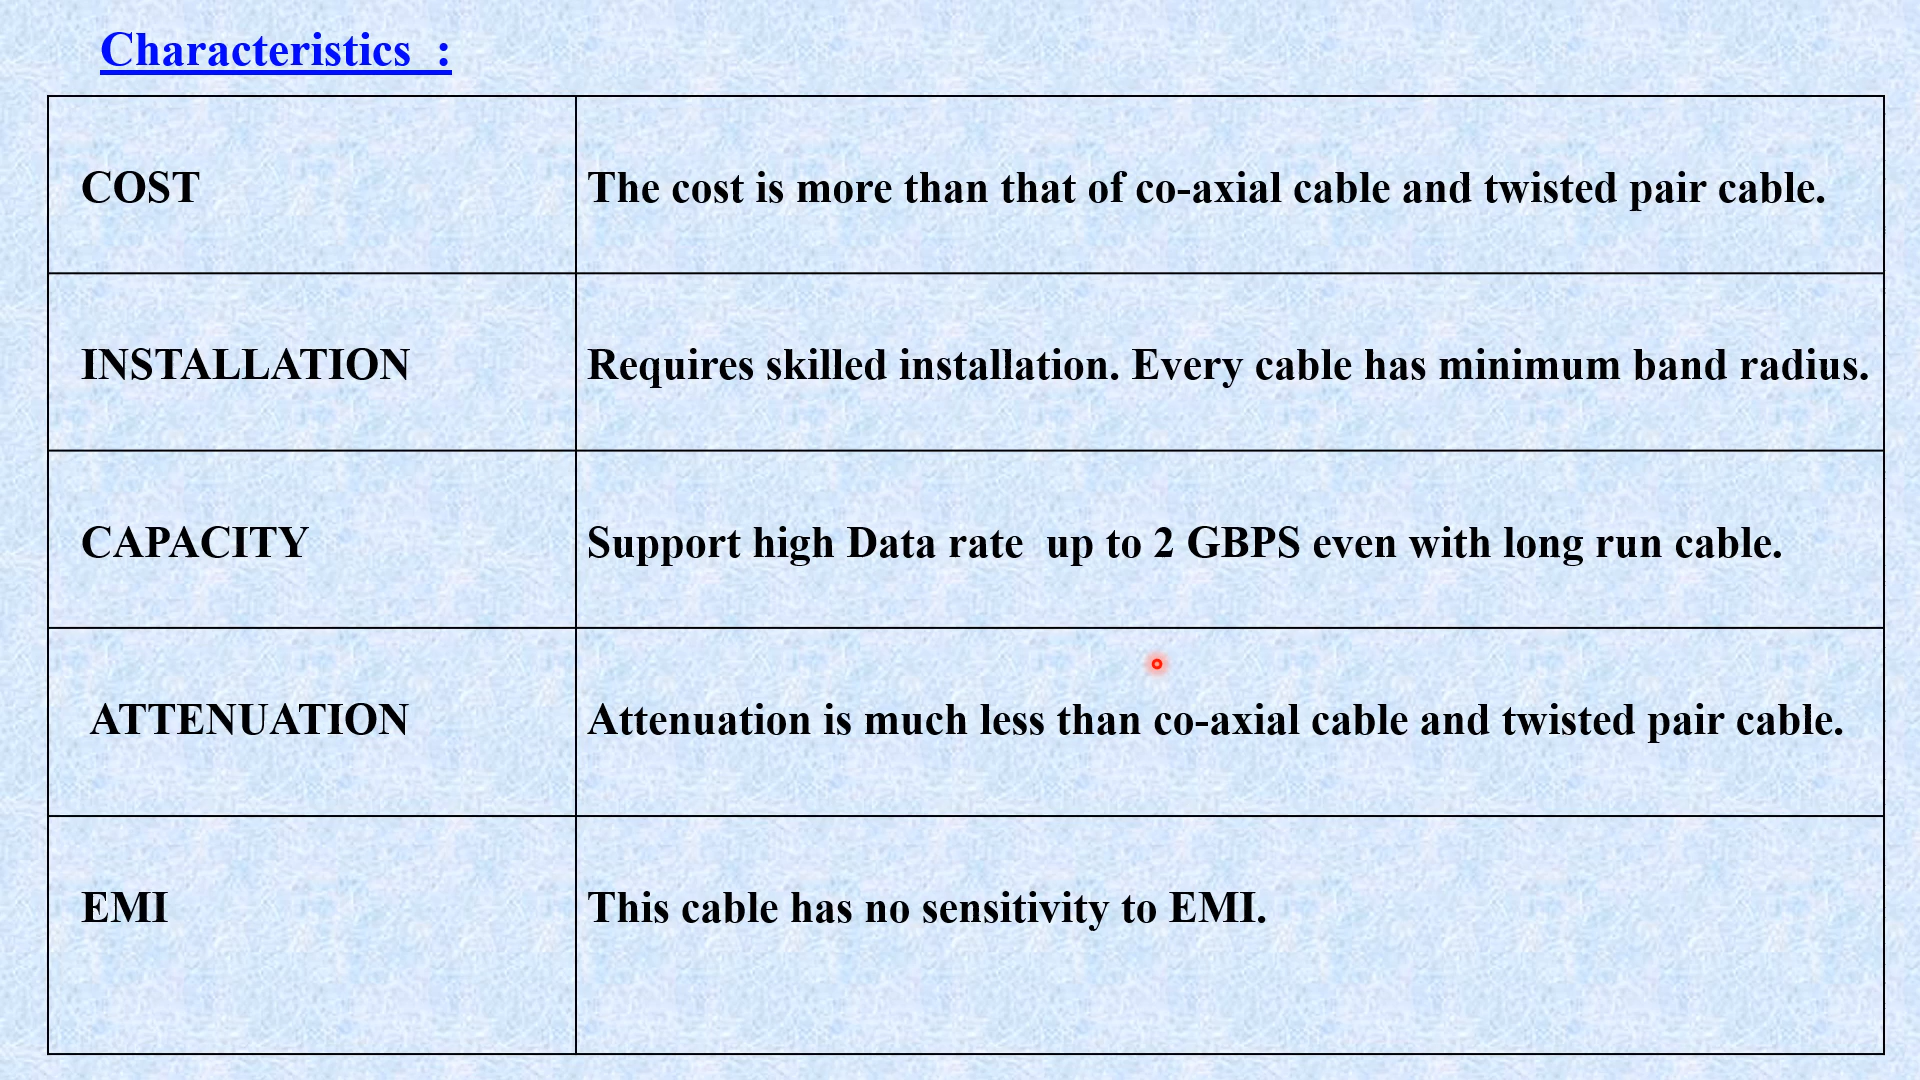 Characteristics  :
COST
The cost is more than that of co-axial cable and twisted pair cable.
INSTALLATION
Requires skilled installation. Every cable has minimum band radius.
CAPACITY
Support high Data rate  up to 2 GBPS even with long run cable.
ATTENUATION
Attenuation is much less than co-axial cable and twisted pair cable.
EMI
This cable has no sensitivity to EMI.